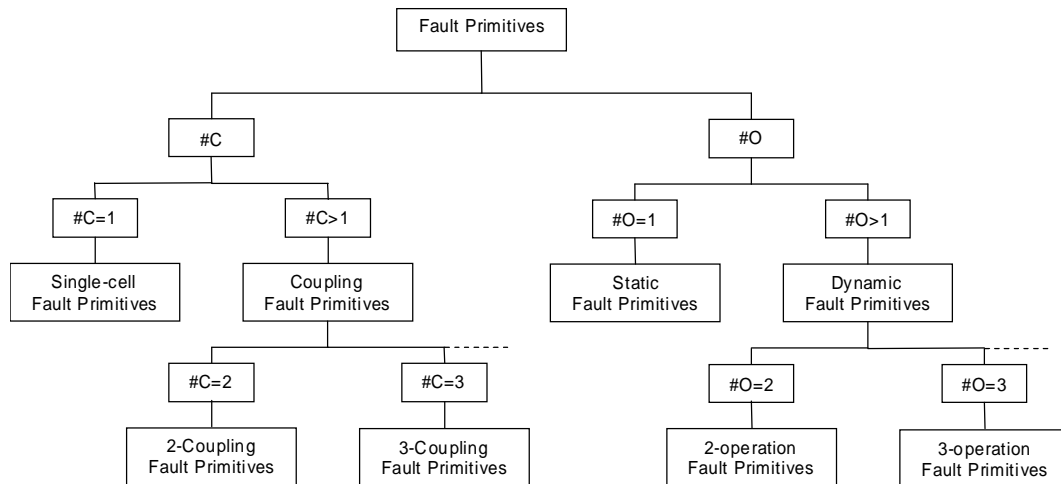 Fault Primitives
#C
#O
#C=1
#C>1
#O=1
#O>1
Single-cell
Fault Primitives
Coupling
Fault Primitives
Static
Fault Primitives
Dynamic
Fault Primitives
#C=2
#C=3
#O=2
#O=3
2-Coupling
Fault Primitives
3-Coupling
Fault Primitives
2-operation
Fault Primitives
3-operation
Fault Primitives